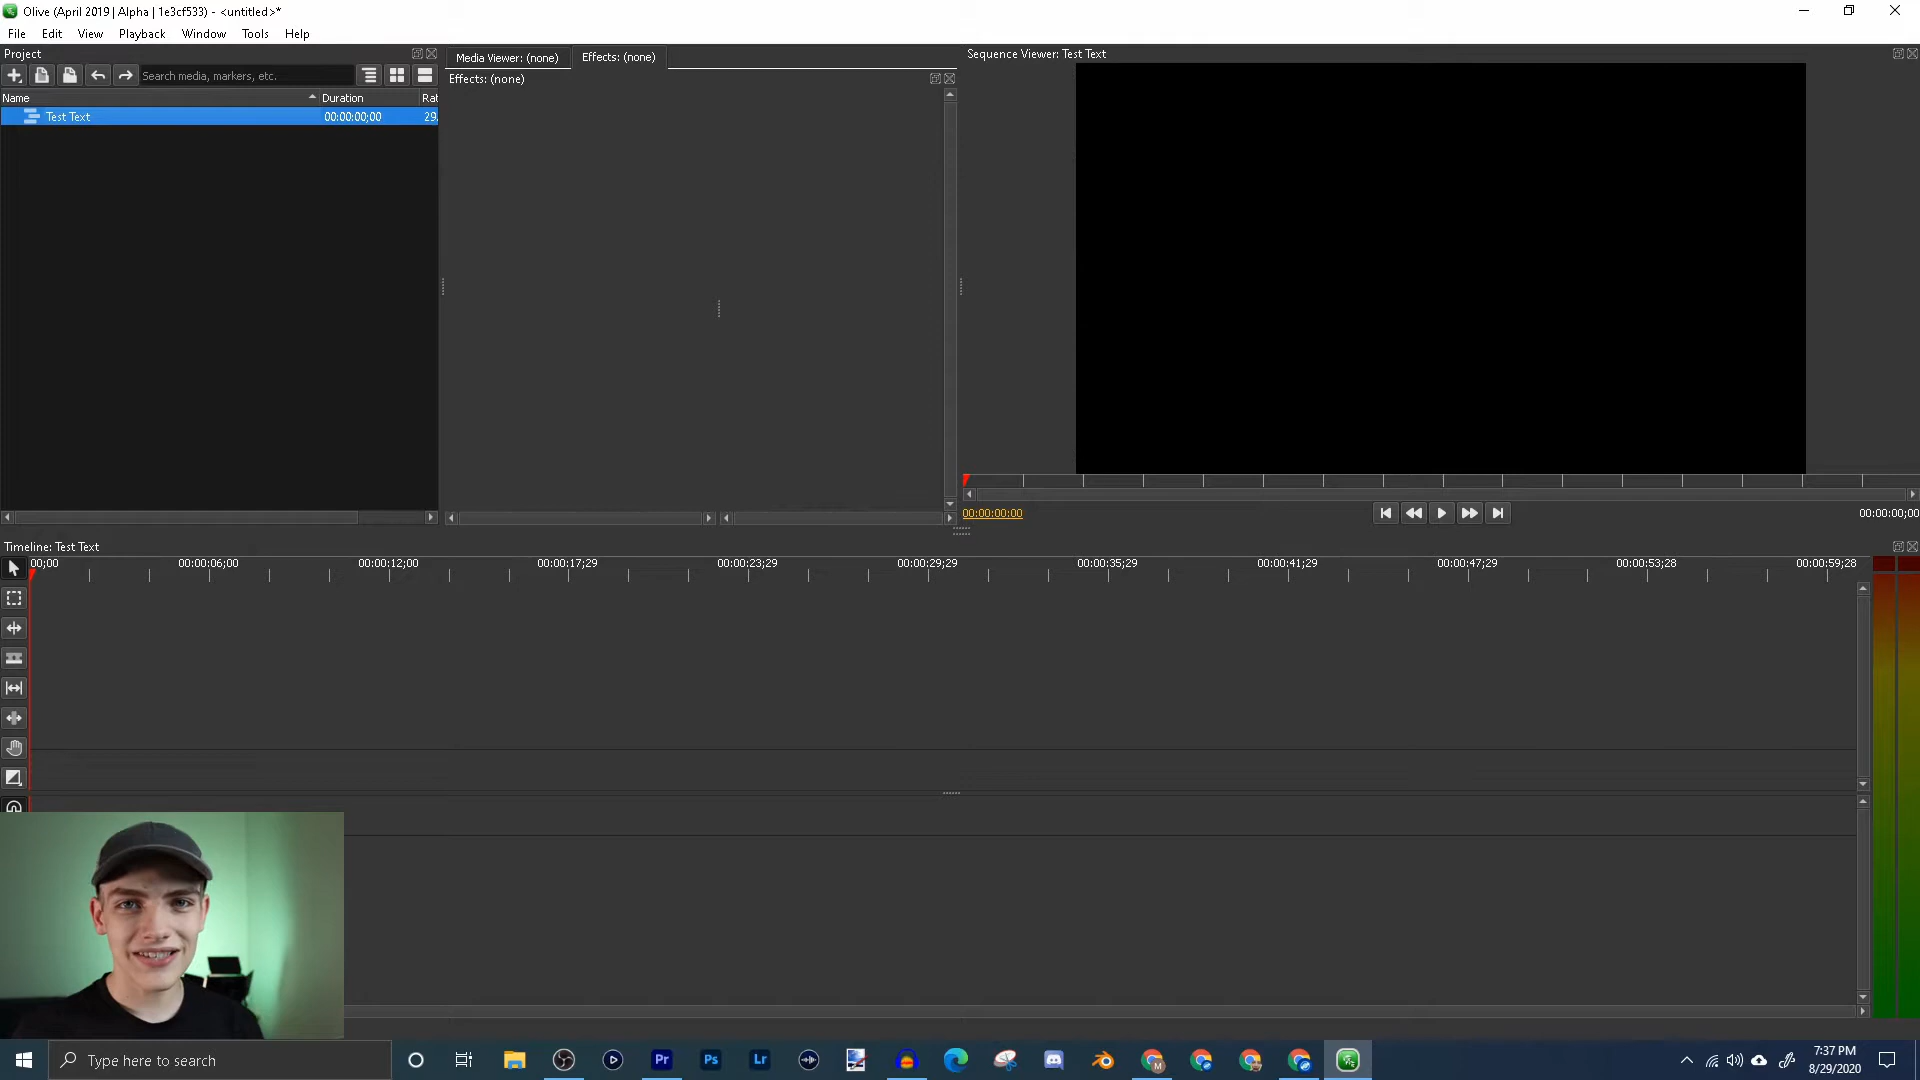 Olive (April 2019 | Alpha | 1e3cf533) - <untitled>*
File Edit View Playback Window Tools Help
Project
Search media, markers, etc.
Name Duration Rat
Test Text 00:00:00;00 29.
Media Viewer: (none) Effects: (none)
Effects: (none)
Sequence Viewer: Test Text
00:00:00;00 00:00:00;00
Timeline: Test Text
00;00 00:00:06;00 00:00:12;00 00:00:17;29 00:00:23;29 00:00:29;29 00:00:35;29 00:00:41;29 00:00:47;29 00:00:53;28 00:00:59;28
Type here to search
Pr Ps Lr
M
7:37 PM
8/29/2020